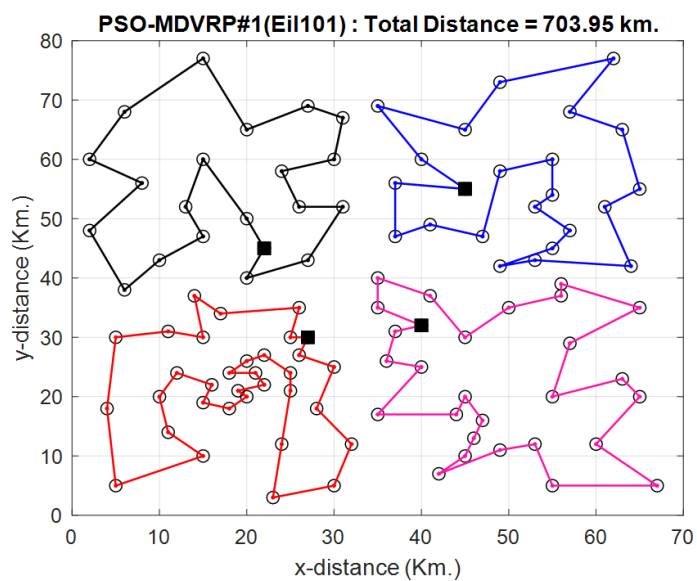 PSO-MDVRP#1(Eil101) : Total Distance = 703.95 km.
80
70
60
50
40
30
20
10
0
y-distance (Km.)
0 10 20 30 40 50 60 70
x-distance (Km.)